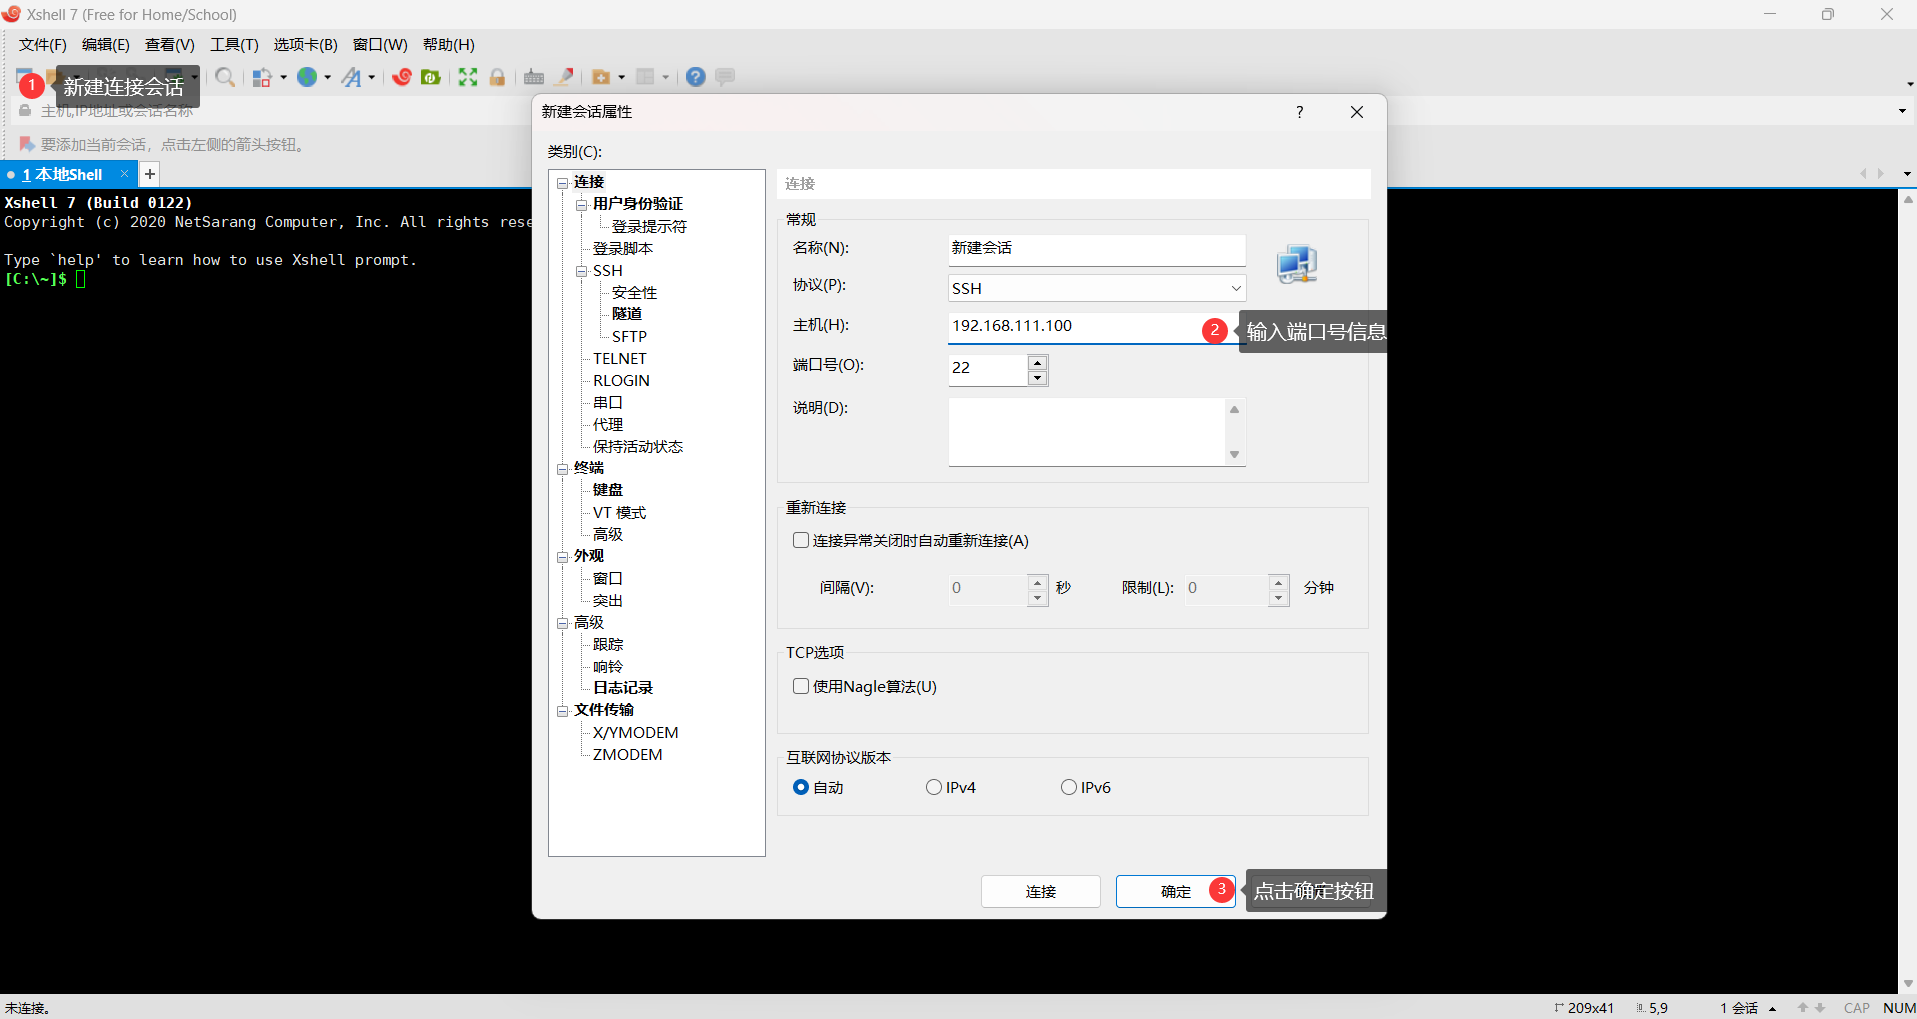 Xshell 7 (Free for Home/School)
文件(F) 编辑(E) 查看(V) 工具(T) 选项卡(B) 窗口(W) 帮助(H)
1 新建连接会话
主机,IP地址或会话名称
要添加当前会话，点击左侧的箭头按钮。
1 本地Shell × +
Xshell 7 (Build 0122)
Copyright (c) 2020 NetSarang Computer, Inc. All rights rese
Type `help' to learn how to use Xshell prompt.
[C:\~]$
新建会话属性 ?
类别(C):
连接
用户身份验证
登录提示符
登录脚本
SSH
安全性
隧道
SFTP
TELNET
RLOGIN
串口
代理
保持活动状态
终端
键盘
VT 模式
高级
外观
窗口
突出
高级
跟踪
响铃
日志记录
文件传输
X/YMODEM
ZMODEM
连接
常规
名称(N): 新建会话
协议(P): SSH
主机(H): 192.168.111.100 2 输入端口号信息
端口号(O): 22
说明(D):
重新连接
连接异常关闭时自动重新连接(A)
间隔(V): 0 秒 限制(L): 0 分钟
TCP选项
使用Nagle算法(U)
互联网协议版本
自动 IPv4 IPv6
连接 确定 3 点击确定按钮
未连接。 209x41 5,9 1 会话 CAP NUM